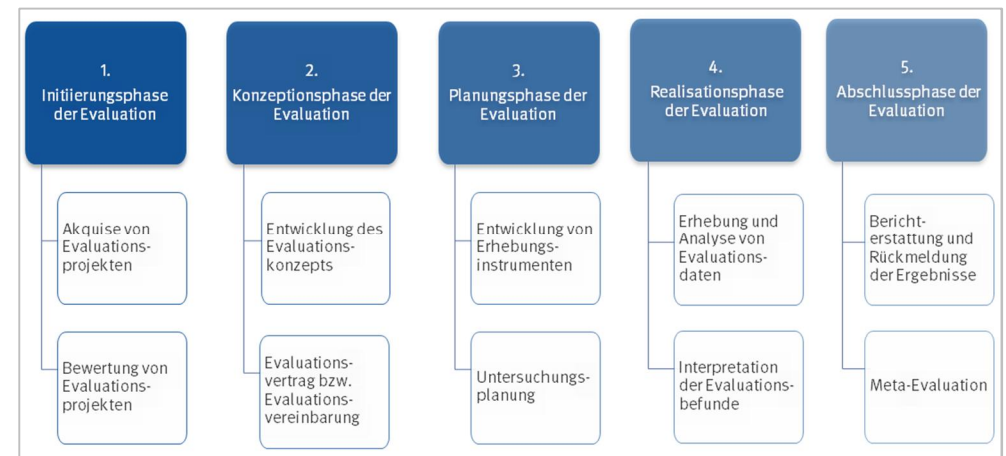 1.
Initiierungsphase
der Evaluation
Akquise von
Evaluations-
projekten
Bewertung von
Evaluations-
projekten
2.
Konzeptionsphase der
Evaluation
Entwicklung des
Evaluations-
konzepts
Evaluations-
vertrag bzw.
Evaluations-
vereinbarung
3.
Planungsphase der
Evaluation
Entwicklung von
Erhebungs-
instrumenten
Untersuchungs-
planung
4.
Realisationsphase
der Evaluation
Erhebung und
Analyse von
Evaluations-
daten
Interpretation
der Evaluations-
befunde
5.
Abschlussphase der
Evaluation
Bericht-
erstattung und
Rückmeldung
der Ergebnisse
Meta-Evaluation